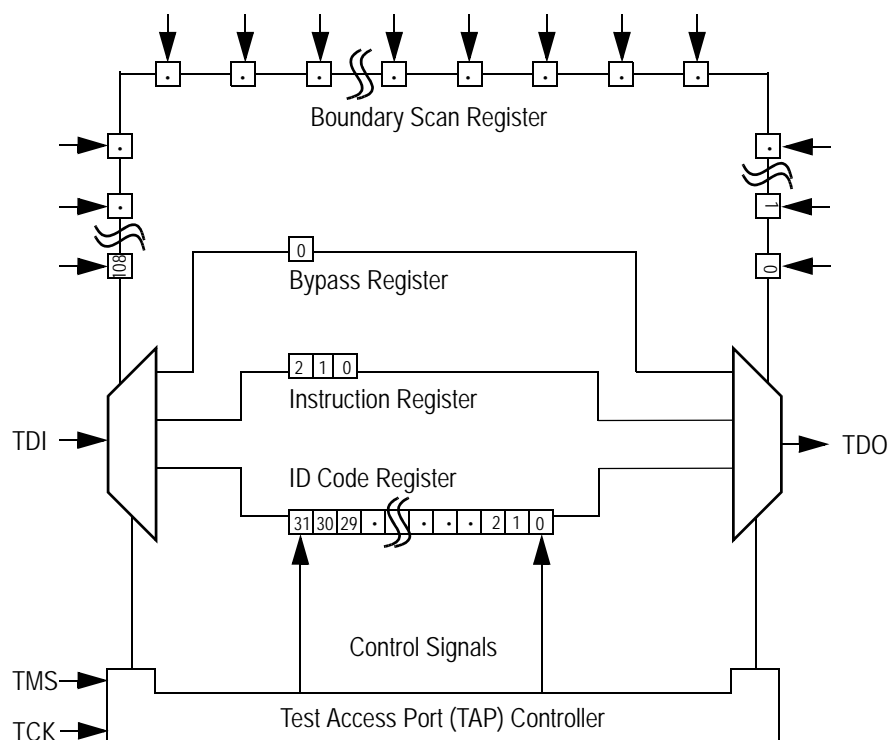 · · · · · · · ·
Boundary Scan Register
· ·
· 1
108 0 0
Bypass Register
2 1 0
Instruction Register
TDI TDO
ID Code Register
31 30 29 · · · · 2 1 0
Control Signals
TMS
Test Access Port (TAP) Controller
TCK